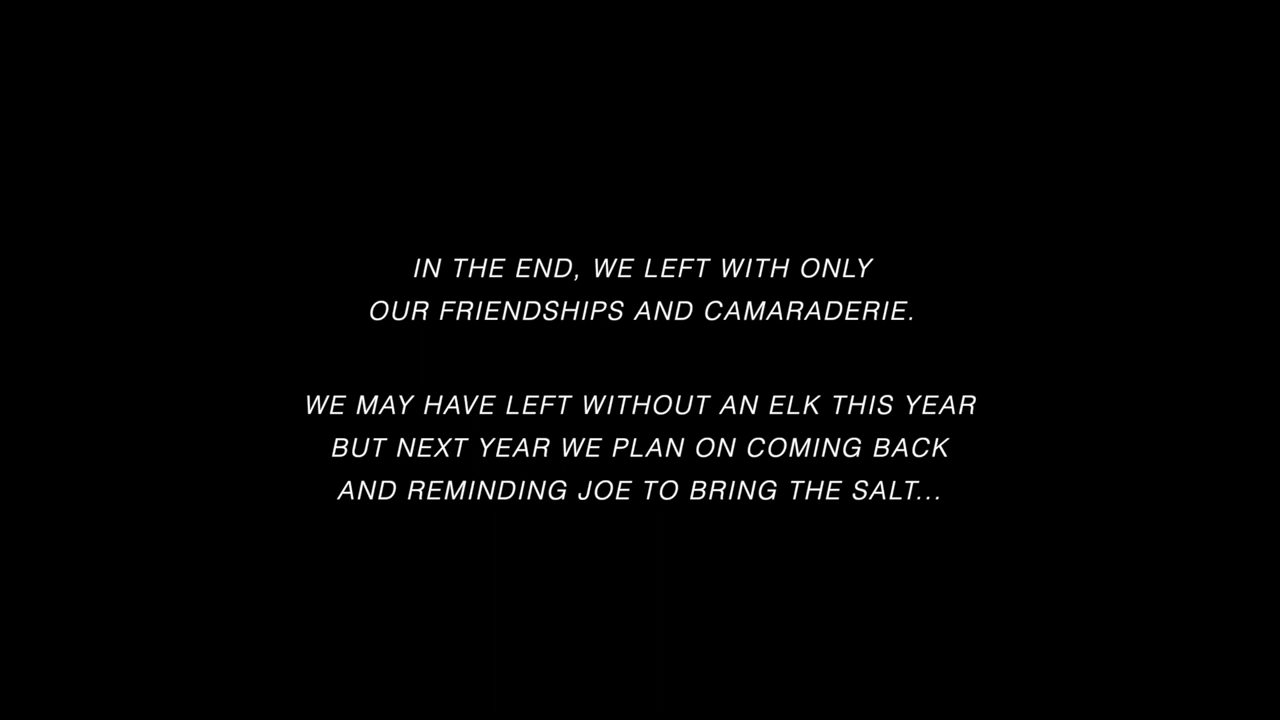 IN THE END, WE LEFT WITH ONLY
OUR FRIENDSHIPS AND CAMARADERIE.
WE MAY HAVE LEFT WITHOUT AN ELK THIS YEAR
BUT NEXT YEAR WE PLAN ON COMING BACK
AND REMINDING JOE TO BRING THE SALT...